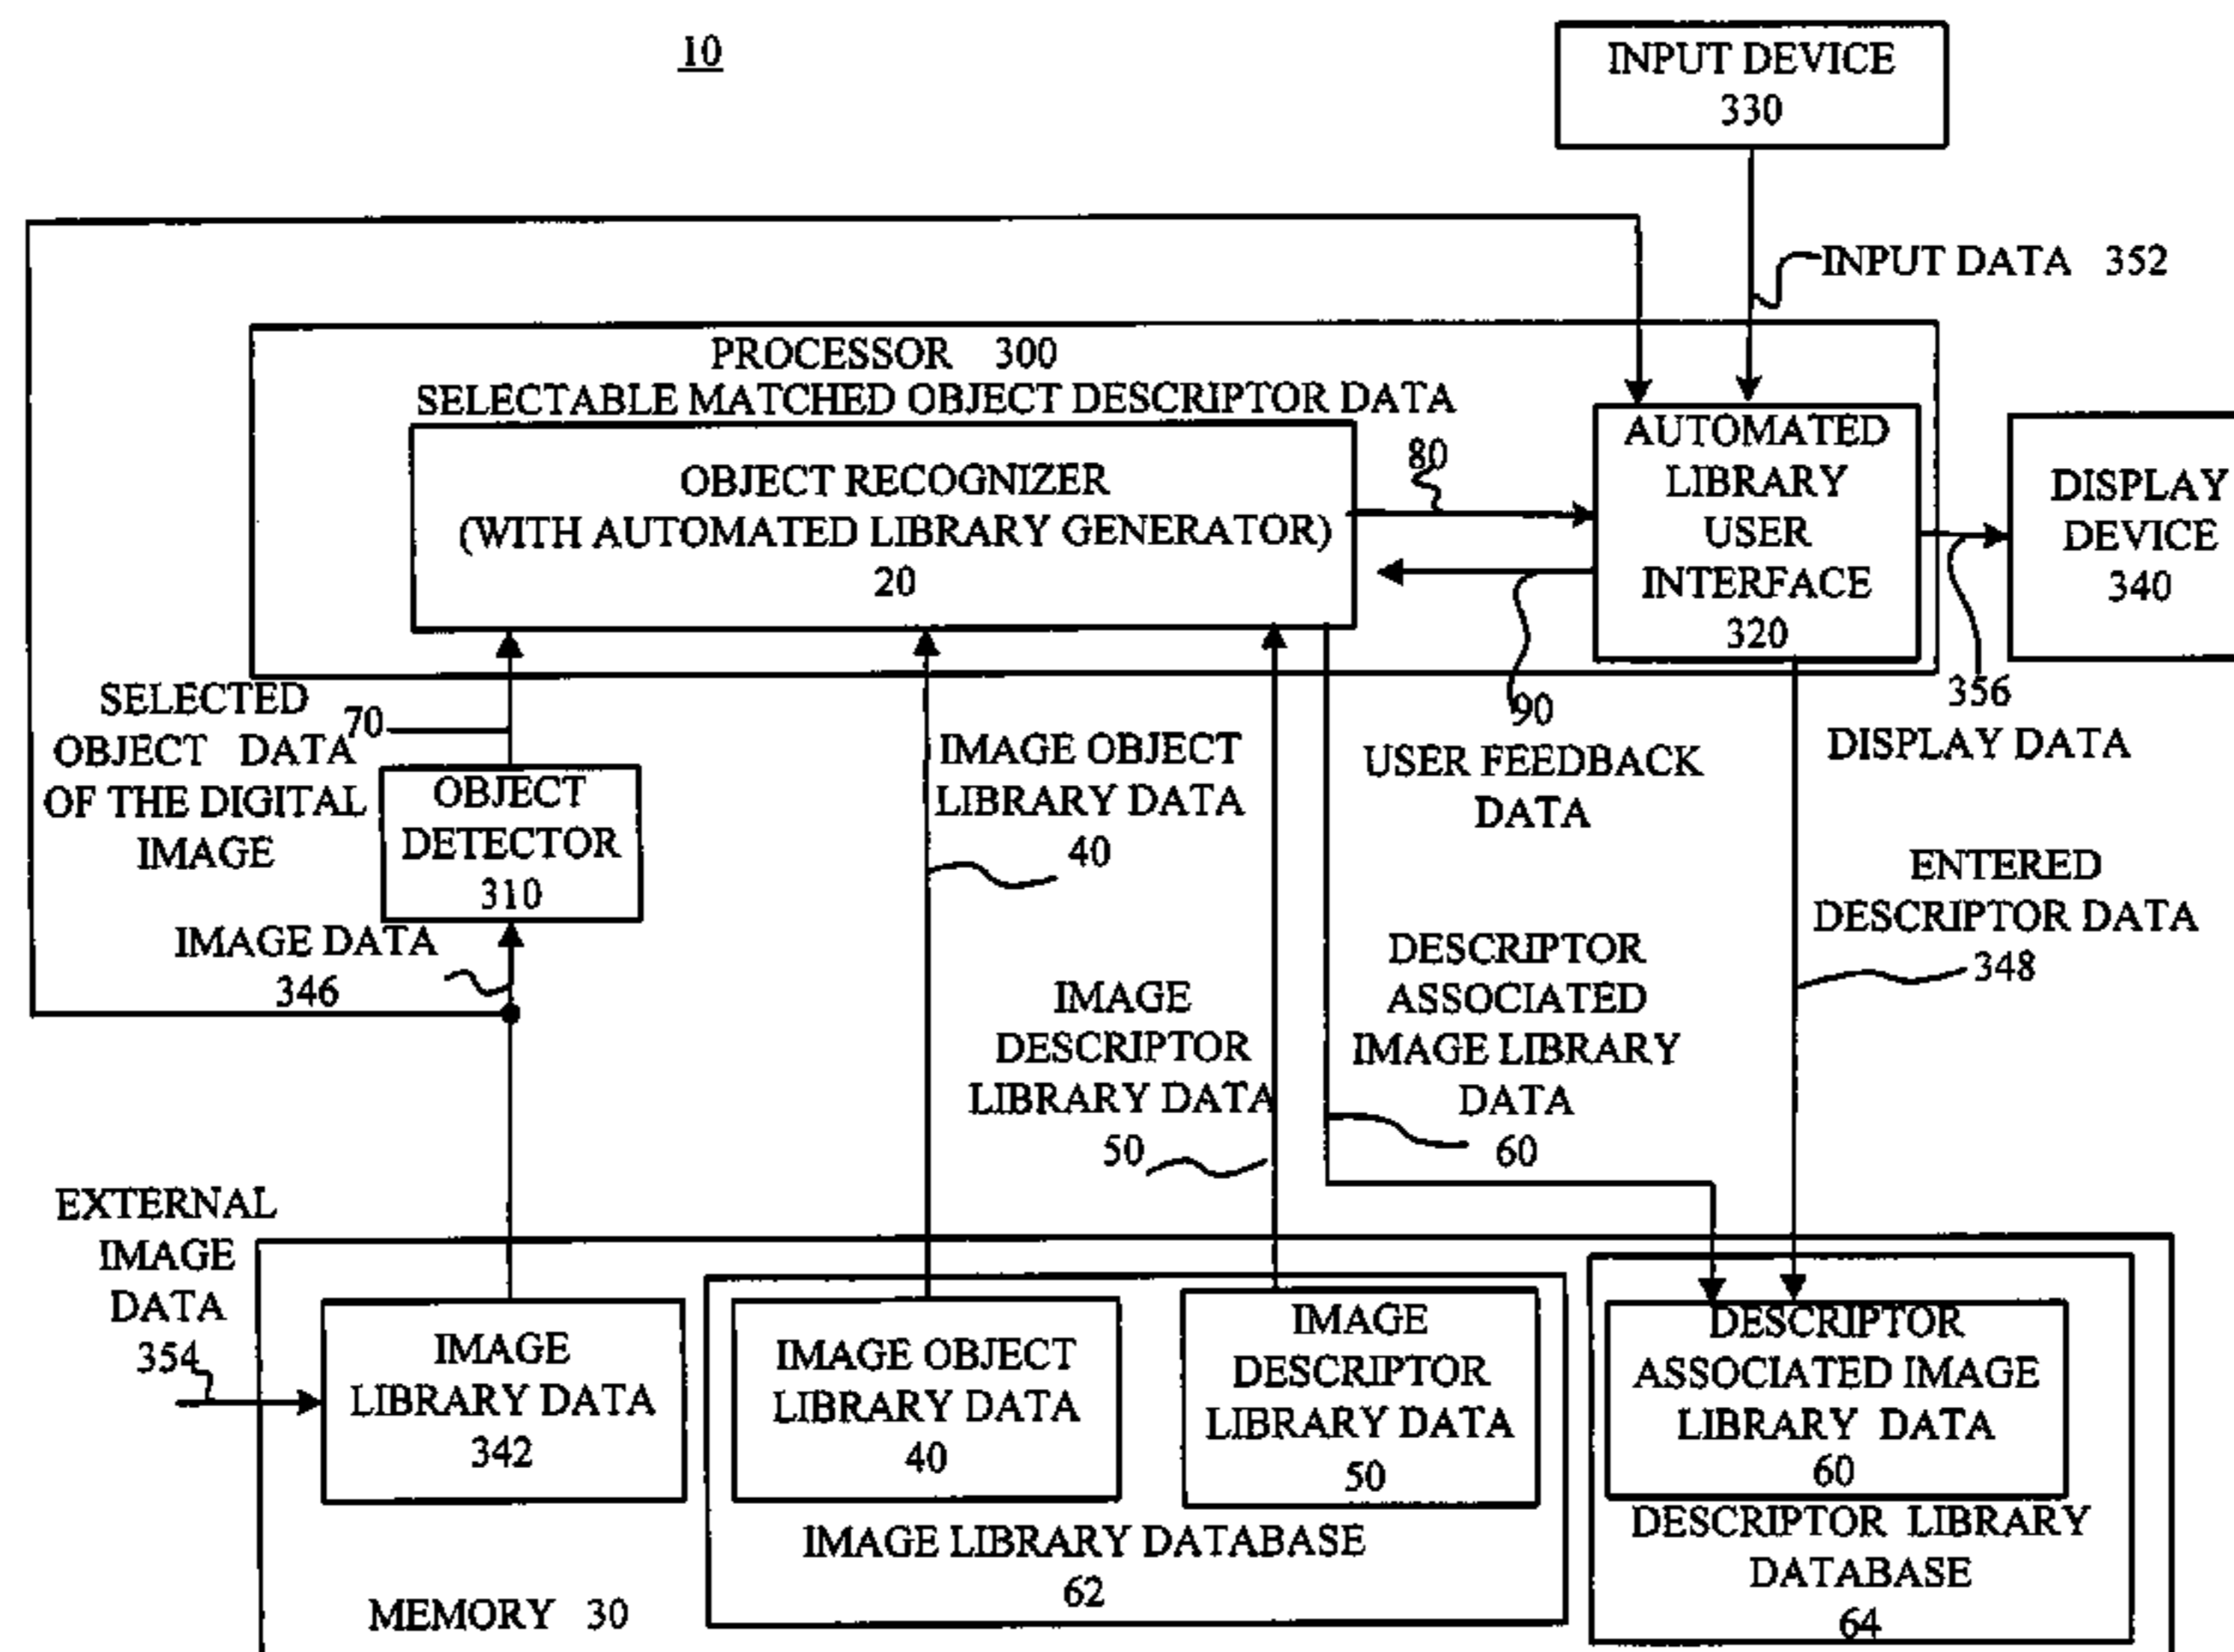 10
INPUT DEVICE
330
INPUT DATA 352
PROCESSOR 300
SELECTABLE MATCHED OBJECT DESCRIPTOR DATA
OBJECT RECOGNIZER
(WITH AUTOMATED LIBRARY GENERATOR)
20
80
AUTOMATED
LIBRARY
USER
INTERFACE
320
DISPLAY
DEVICE
340
90
USER FEEDBACK
DATA
356
DISPLAY DATA
SELECTED
OBJECT DATA
OF THE DIGITAL
IMAGE
70
OBJECT
DETECTOR
310
IMAGE DATA
346
IMAGE OBJECT
LIBRARY DATA
40
IMAGE
DESCRIPTOR
LIBRARY DATA
50
DESCRIPTOR
ASSOCIATED
IMAGE LIBRARY
DATA
60
ENTERED
DESCRIPTOR DATA
348
EXTERNAL
IMAGE
DATA
354
IMAGE
LIBRARY DATA
342
IMAGE OBJECT
LIBRARY DATA
40
IMAGE
DESCRIPTOR
LIBRARY DATA
50
IMAGE LIBRARY DATABASE
62
DESCRIPTOR
ASSOCIATED IMAGE
LIBRARY DATA
60
DESCRIPTOR LIBRARY
DATABASE
64
MEMORY 30